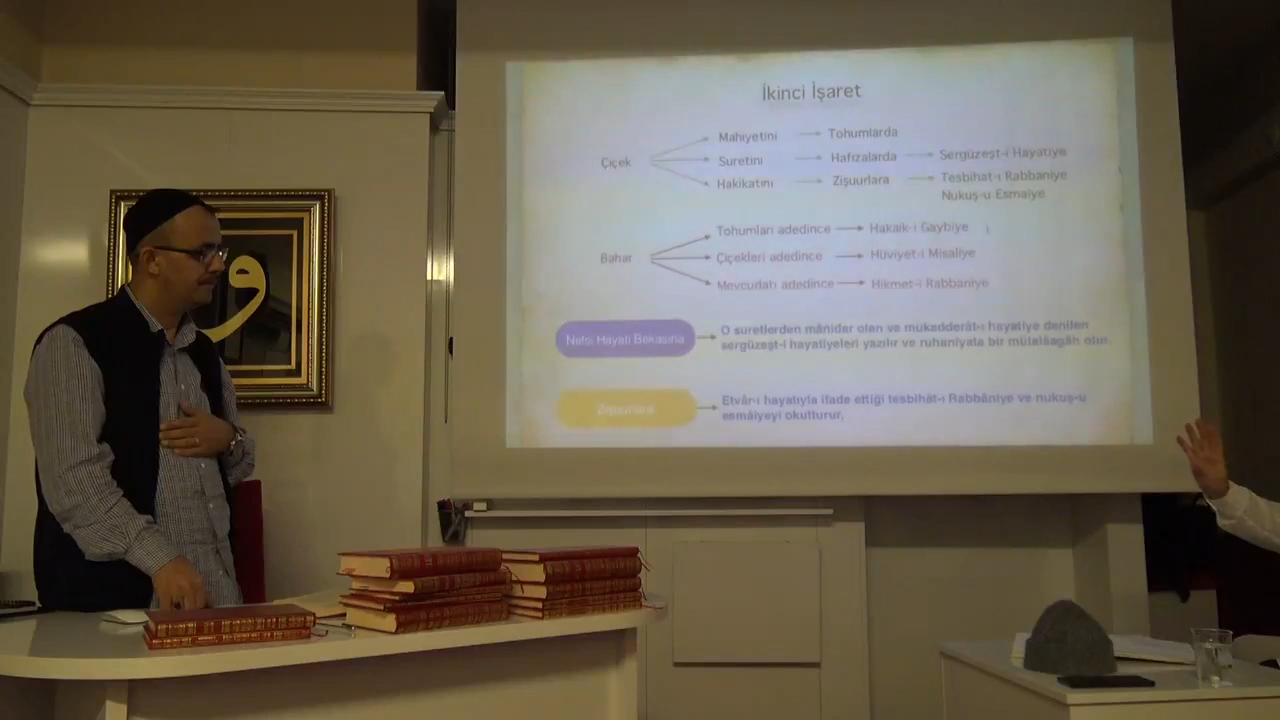 İkinci İşaret
Çiçek
Mahiyetini → Tohumlarda
Suretini → Hafızalarda → Sergüzeşt-i Hayatiye
Hakikatını → Zişuurlara → Tesbihat-ı Rabbaniye
Nukuş-u Esmaiye
Bahar
Tohumları adedince → Hakaik-ı Gaybiye
Çiçekleri adedince → Hüviyet-i Misaliye
Mevcudatı adedince → Hikmet-i Rabbaniye
Nefsi Hayatı Bekasına → O suretlerden mânidar olan ve mukadderât-ı hayatiye denilen
sergüzeşt-i hayatiyeleri yazılır ve ruhaniyata bir mütalâagâh olur.
Zişuurlara → Etvâr-ı hayatıyla ifade ettiği tesbihât-ı Rabbâniye ve nukuş-u
esmâiyeyi okutturur,
و